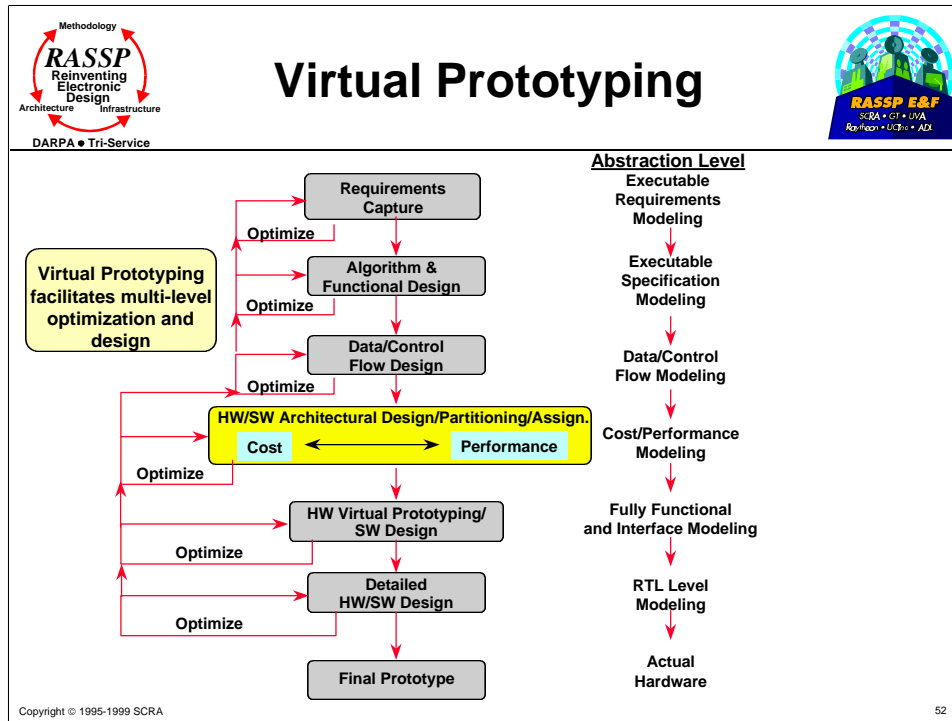 Methodology
RASSP
Reinventing
Electronic
Design
Architecture
Infrastructure
DARPA ● Tri-Service
Virtual Prototyping
RASSP E&F
SCRA • GT • UVA
Raytheon • UCinc • ADL
Abstraction Level
Requirements
Capture
Optimize
Algorithm &
Functional Design
Optimize
Data/Control
Flow Design
Optimize
HW/SW Architectural Design/Partitioning/Assign.
Cost
Performance
Optimize
HW Virtual Prototyping/
SW Design
Optimize
Detailed
HW/SW Design
Optimize
Final Prototype
Virtual Prototyping
facilitates multi-level
optimization and
design
Executable
Requirements
Modeling
Executable
Specification
Modeling
Data/Control
Flow Modeling
Cost/Performance
Modeling
Fully Functional
and Interface Modeling
RTL Level
Modeling
Actual
Hardware
Copyright © 1995-1999 SCRA
52